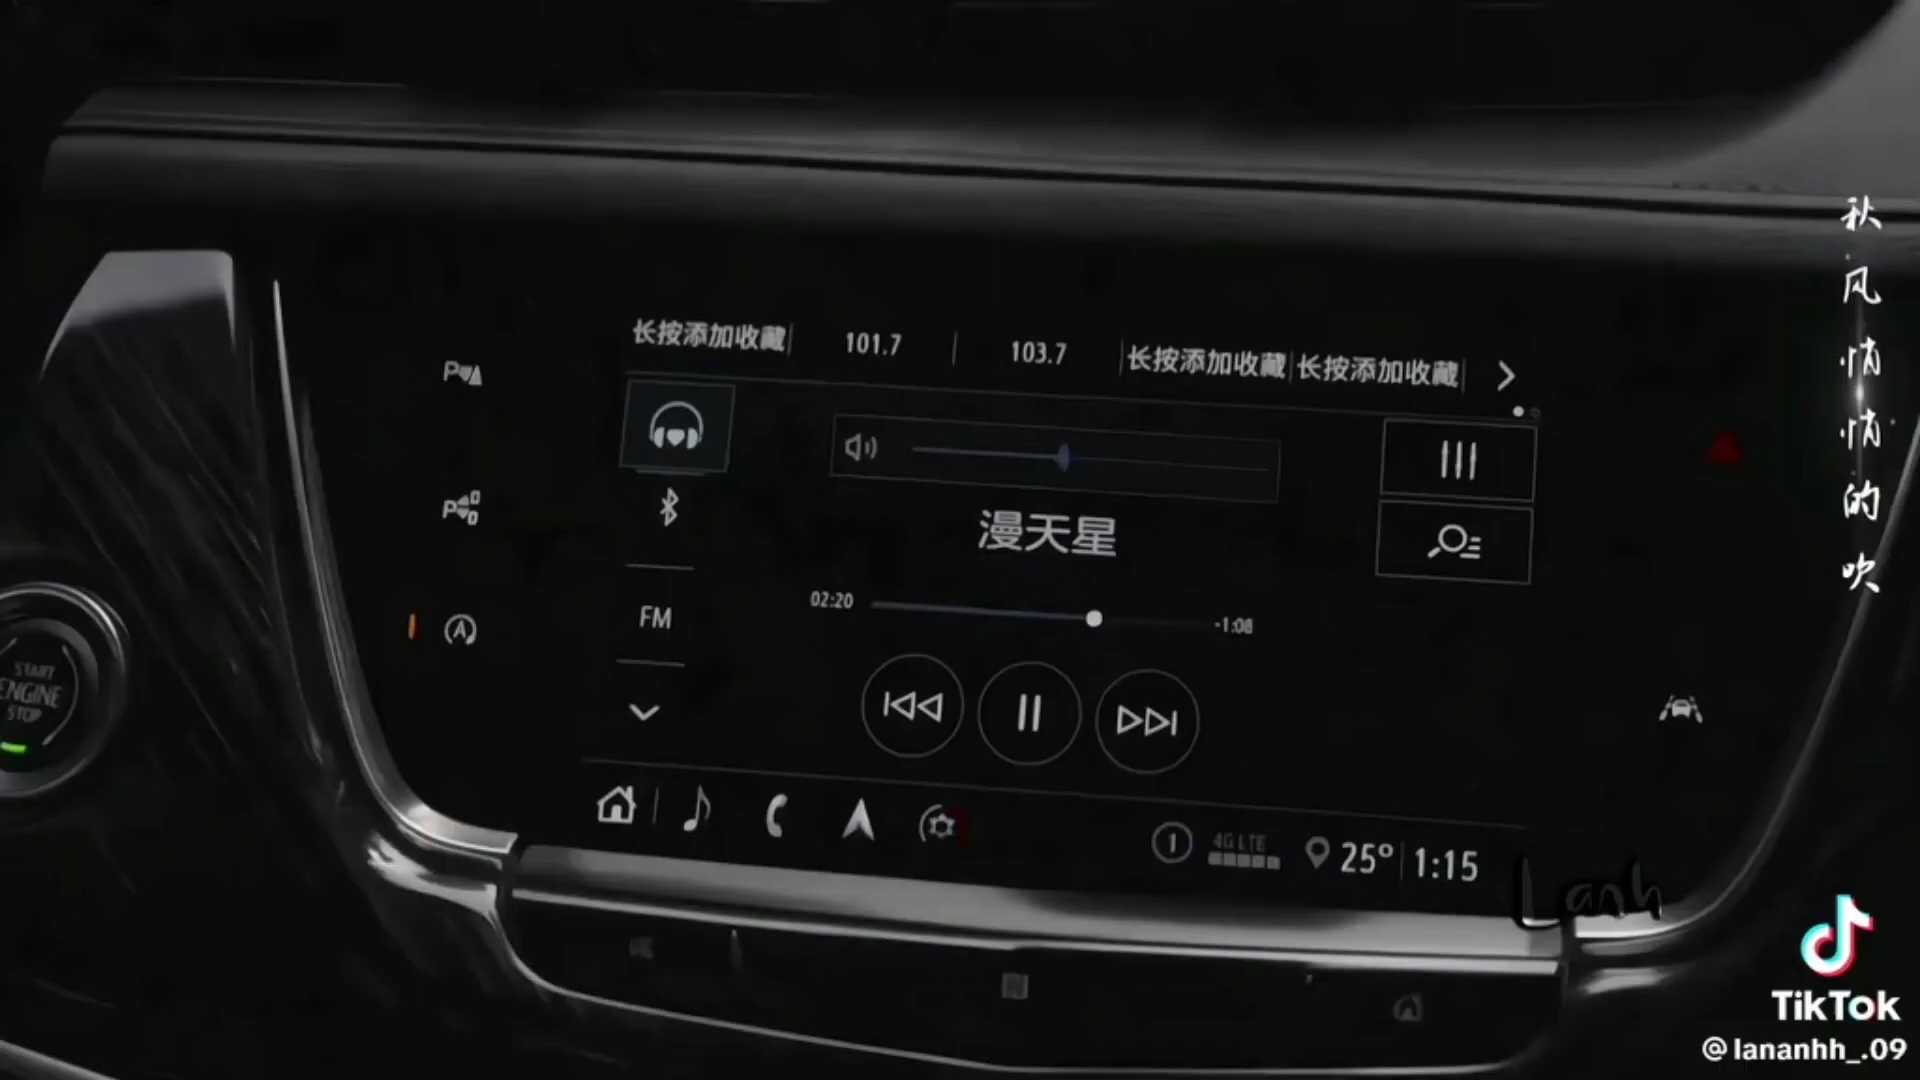 长按添加收藏
101.7
103.7
长按添加收藏
长按添加收藏
漫天星
02:20
-1:08
FM
START
ENGINE
STOP
4G LTE
25°
1:15
秋风悄悄的吹
Lanh
TikTok
@lananhh_.09